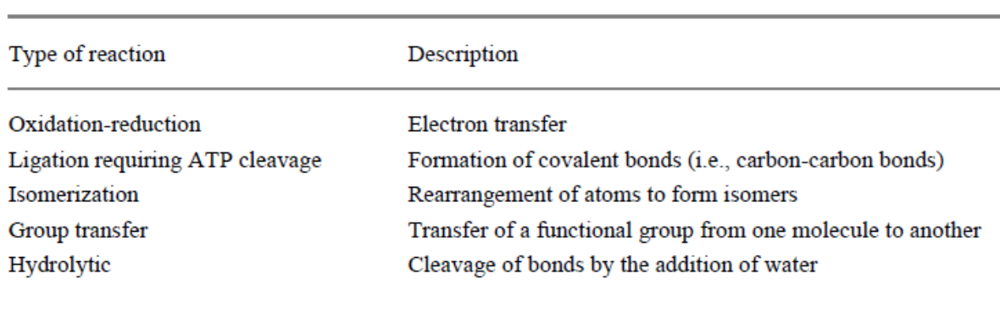 Type of reaction Description
Oxidation-reduction Electron transfer
Ligation requiring ATP cleavage Formation of covalent bonds (i.e., carbon-carbon bonds)
Isomerization Rearrangement of atoms to form isomers
Group transfer Transfer of a functional group from one molecule to another
Hydrolytic Cleavage of bonds by the addition of water